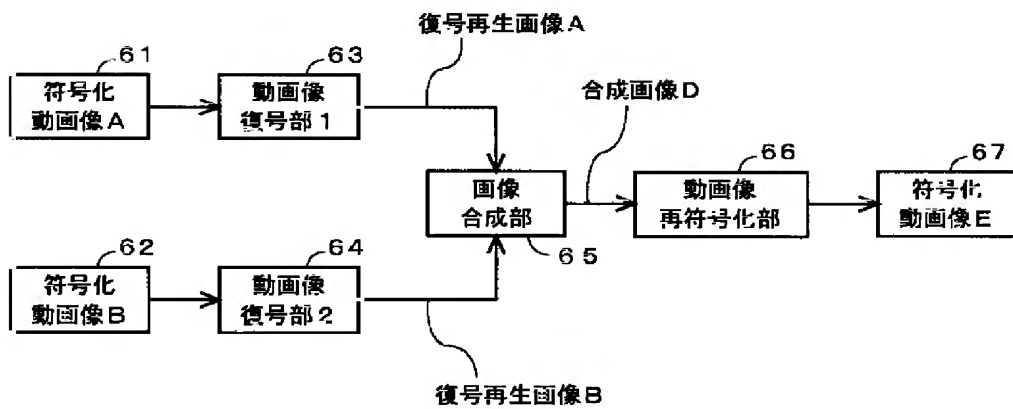 復号再生画像A
61
符号化
動画像A
63
動画像
復号部1
合成画像D
画像
合成部
65
66
動画像
再符号化部
67
符号化
動画像E
62
符号化
動画像B
64
動画像
復号部2
復号再生画像B